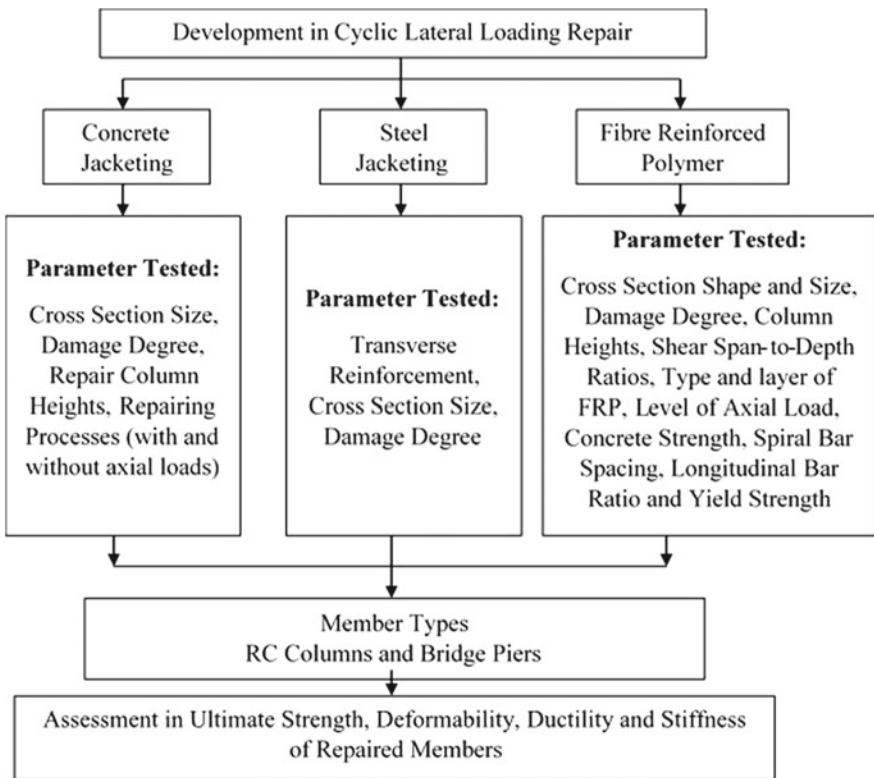 Development in Cyclic Lateral Loading Repair
Concrete
Jacketing
Steel
Jacketing
Fibre Reinforced
Polymer
Parameter Tested:
Cross Section Size,
Damage Degree,
Repair Column
Heights, Repairing
Processes (with and
without axial loads)
Parameter Tested:
Transverse
Reinforcement,
Cross Section Size,
Damage Degree
Parameter Tested:
Cross Section Shape and Size,
Damage Degree, Column
Heights, Shear Span-to-Depth
Ratios, Type and layer of
FRP, Level of Axial Load,
Concrete Strength, Spiral Bar
Spacing, Longitudinal Bar
Ratio and Yield Strength
Member Types
RC Columns and Bridge Piers
Assessment in Ultimate Strength, Deformability, Ductility and Stiffness
of Repaired Members